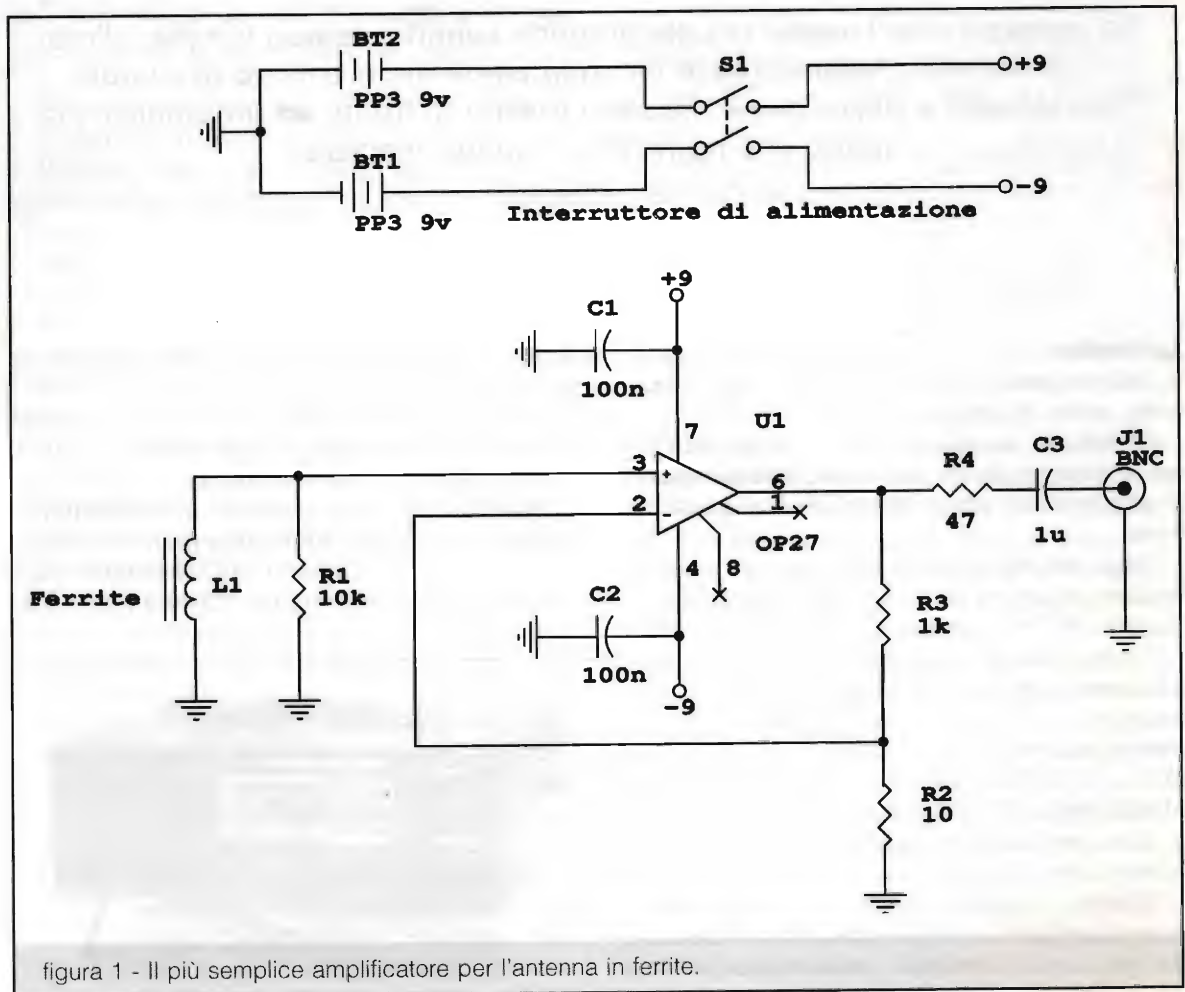 BT2
PP3 9v
S1
+9
BT1
PP3 9v
-9
Interruttore di alimentazione
+9
C1
100n
U1
7
3
+
2
-
6
1
OP27
4
8
R4
47
C3
1u
J1
BNC
Ferrite
L1
R1
10k
C2
100n
-9
R3
1k
R2
10
figura 1 - Il più semplice amplificatore per l'antenna in ferrite.